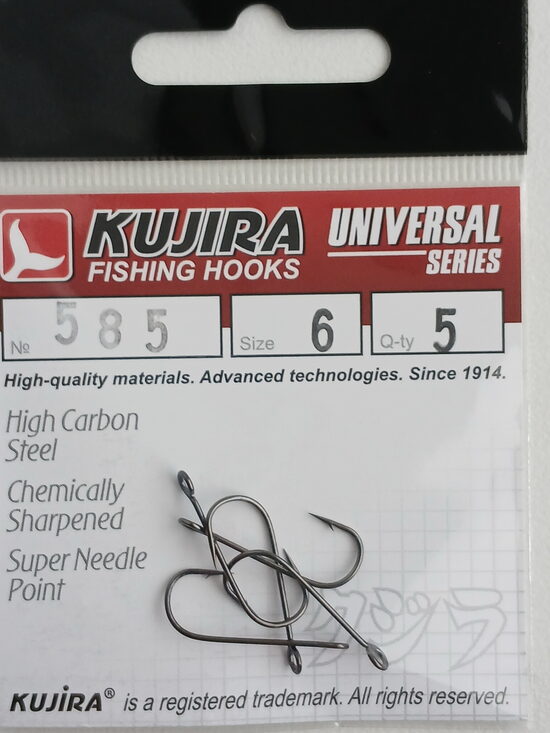 KUJIRA
FISHING HOOKS
UNIVERSAL
SERIES
№ 585
Size 6
Q-ty 5
High-quality materials. Advanced technologies. Since 1914.
High Carbon
Steel
Chemically
Sharpened
Super Needle
Point
クジラ
KUJIRA® is a registered trademark. All rights reserved.